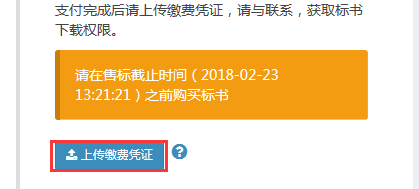 支付完成后请上传缴费凭证，请与联系，获取标书
下载权限。
请在售标截止时间（2018-02-23
13:21:21）之前购买标书
上传缴费凭证 ?